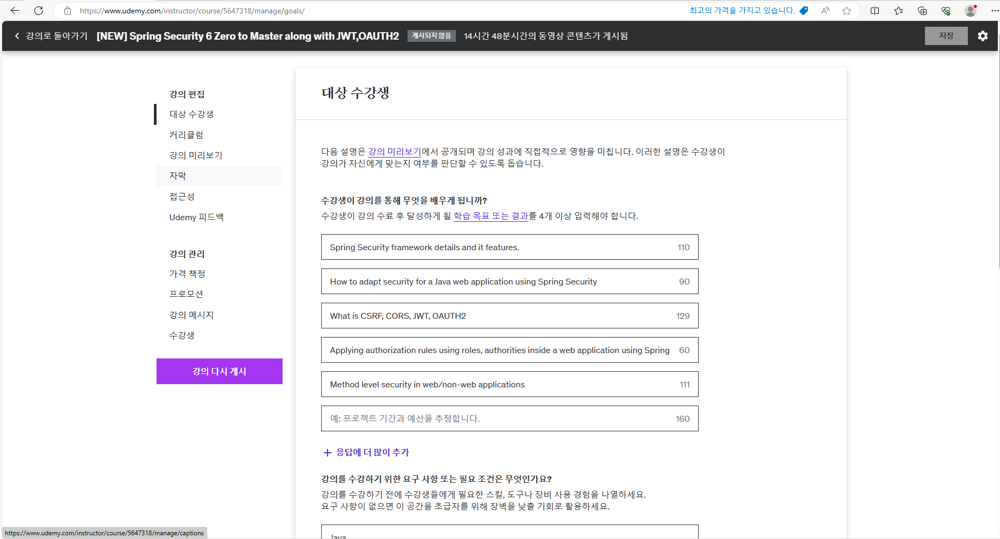 https://www.udemy.com/instructor/course/5647318/manage/goals/
최고의 가격을 가지고 있습니다.
강의로 돌아가기 [NEW] Spring Security 6 Zero to Master along with JWT,OAUTH2 게시되지 않음 14시간 48분시간의 동영상 콘텐츠가 게시됨 저장
강의 편집
대상 수강생
커리큘럼
강의 미리보기
자막
접근성
Udemy 피드백
강의 관리
가격 책정
프로모션
강의 메시지
수강생
강의 다시 게시
대상 수강생
다음 설명은 강의 미리보기에서 공개되며 강의 성과에 직접적으로 영향을 미칩니다. 이러한 설명은 수강생이
강의가 자신에게 맞는지 여부를 판단할 수 있도록 돕습니다.
수강생이 강의를 통해 무엇을 배우게 됩니까?
수강생이 강의 수료 후 달성하게 될 학습 목표 또는 결과를 4개 이상 입력해야 합니다.
Spring Security framework details and it features. 110
How to adapt security for a Java web application using Spring Security 90
What is CSRF, CORS, JWT, OAUTH2 129
Applying authorization rules using roles, authorities inside a web application using Spring 60
Method level security in web/non-web applications 111
예: 프로젝트 기간과 예산을 추정합니다. 160
+ 응답에 더 많이 추가
강의를 수강하기 위한 요구 사항 또는 필요 조건은 무엇인가요?
강의를 수강하기 전에 수강생들에게 필요한 스킬, 도구나 장비 사용 경험을 나열하세요.
요구 사항이 없으면 이 공간을 초급자를 위해 장벽을 낮출 기회로 활용하세요.
Java
https://www.udemy.com/instructor/course/5647318/manage/captions